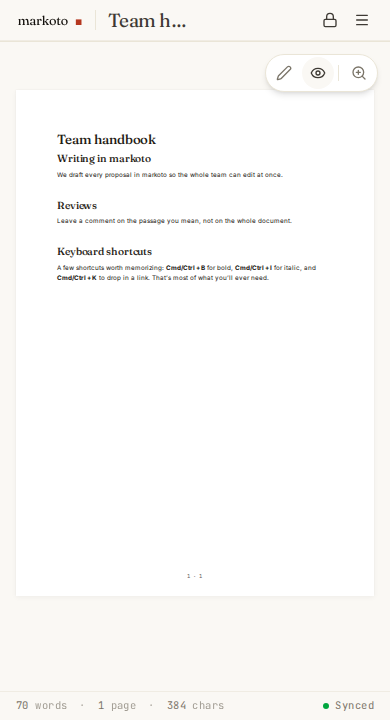 markoto
Team h...
Team handbook
Writing in markoto
We draft every proposal in markoto so the whole team can edit at once.
Reviews
Leave a comment on the passage you mean, not on the whole document.
Keyboard shortcuts
A few shortcuts worth memorizing: Cmd/Ctrl+B for bold, Cmd/Ctrl+I for italic, and
Cmd/Ctrl+K to drop in a link. That's most of what you'll ever need.
1 - 1
70 words · 1 page · 384 chars
Synced